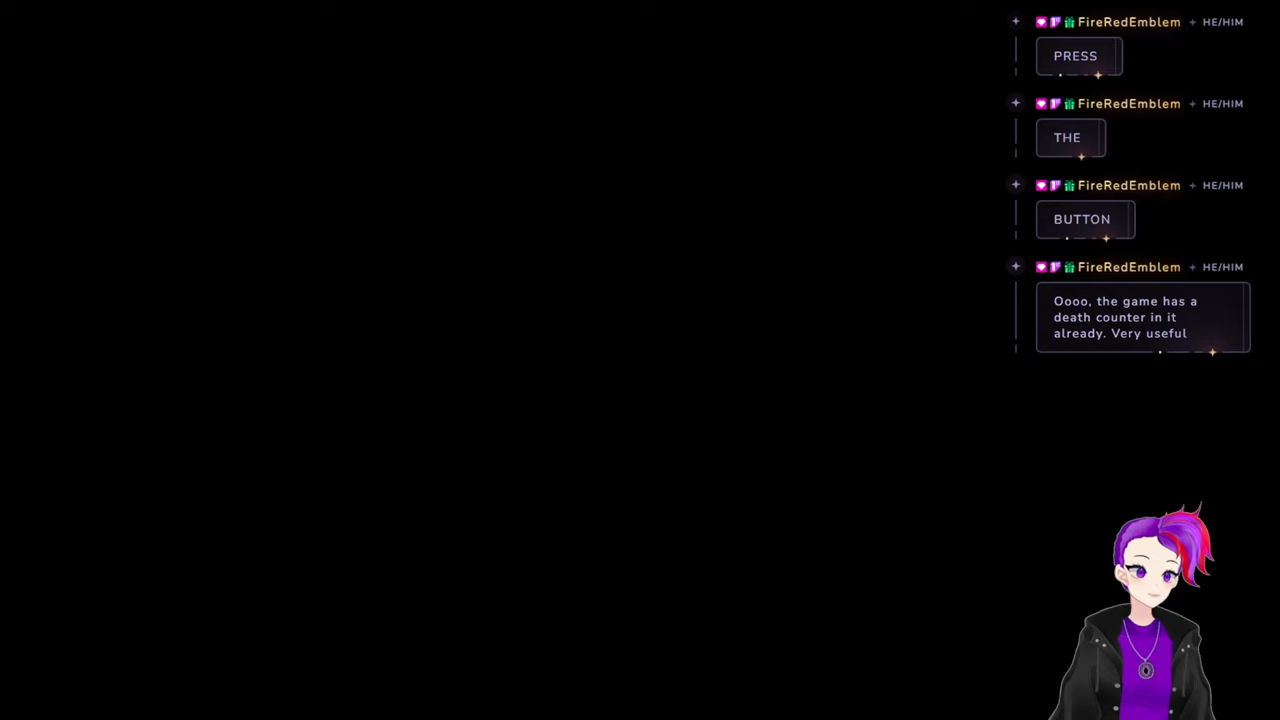 FireRedEmblem HE/HIM
PRESS
FireRedEmblem HE/HIM
THE
FireRedEmblem HE/HIM
BUTTON
FireRedEmblem HE/HIM
Oooo, the game has a
death counter in it
already. Very useful